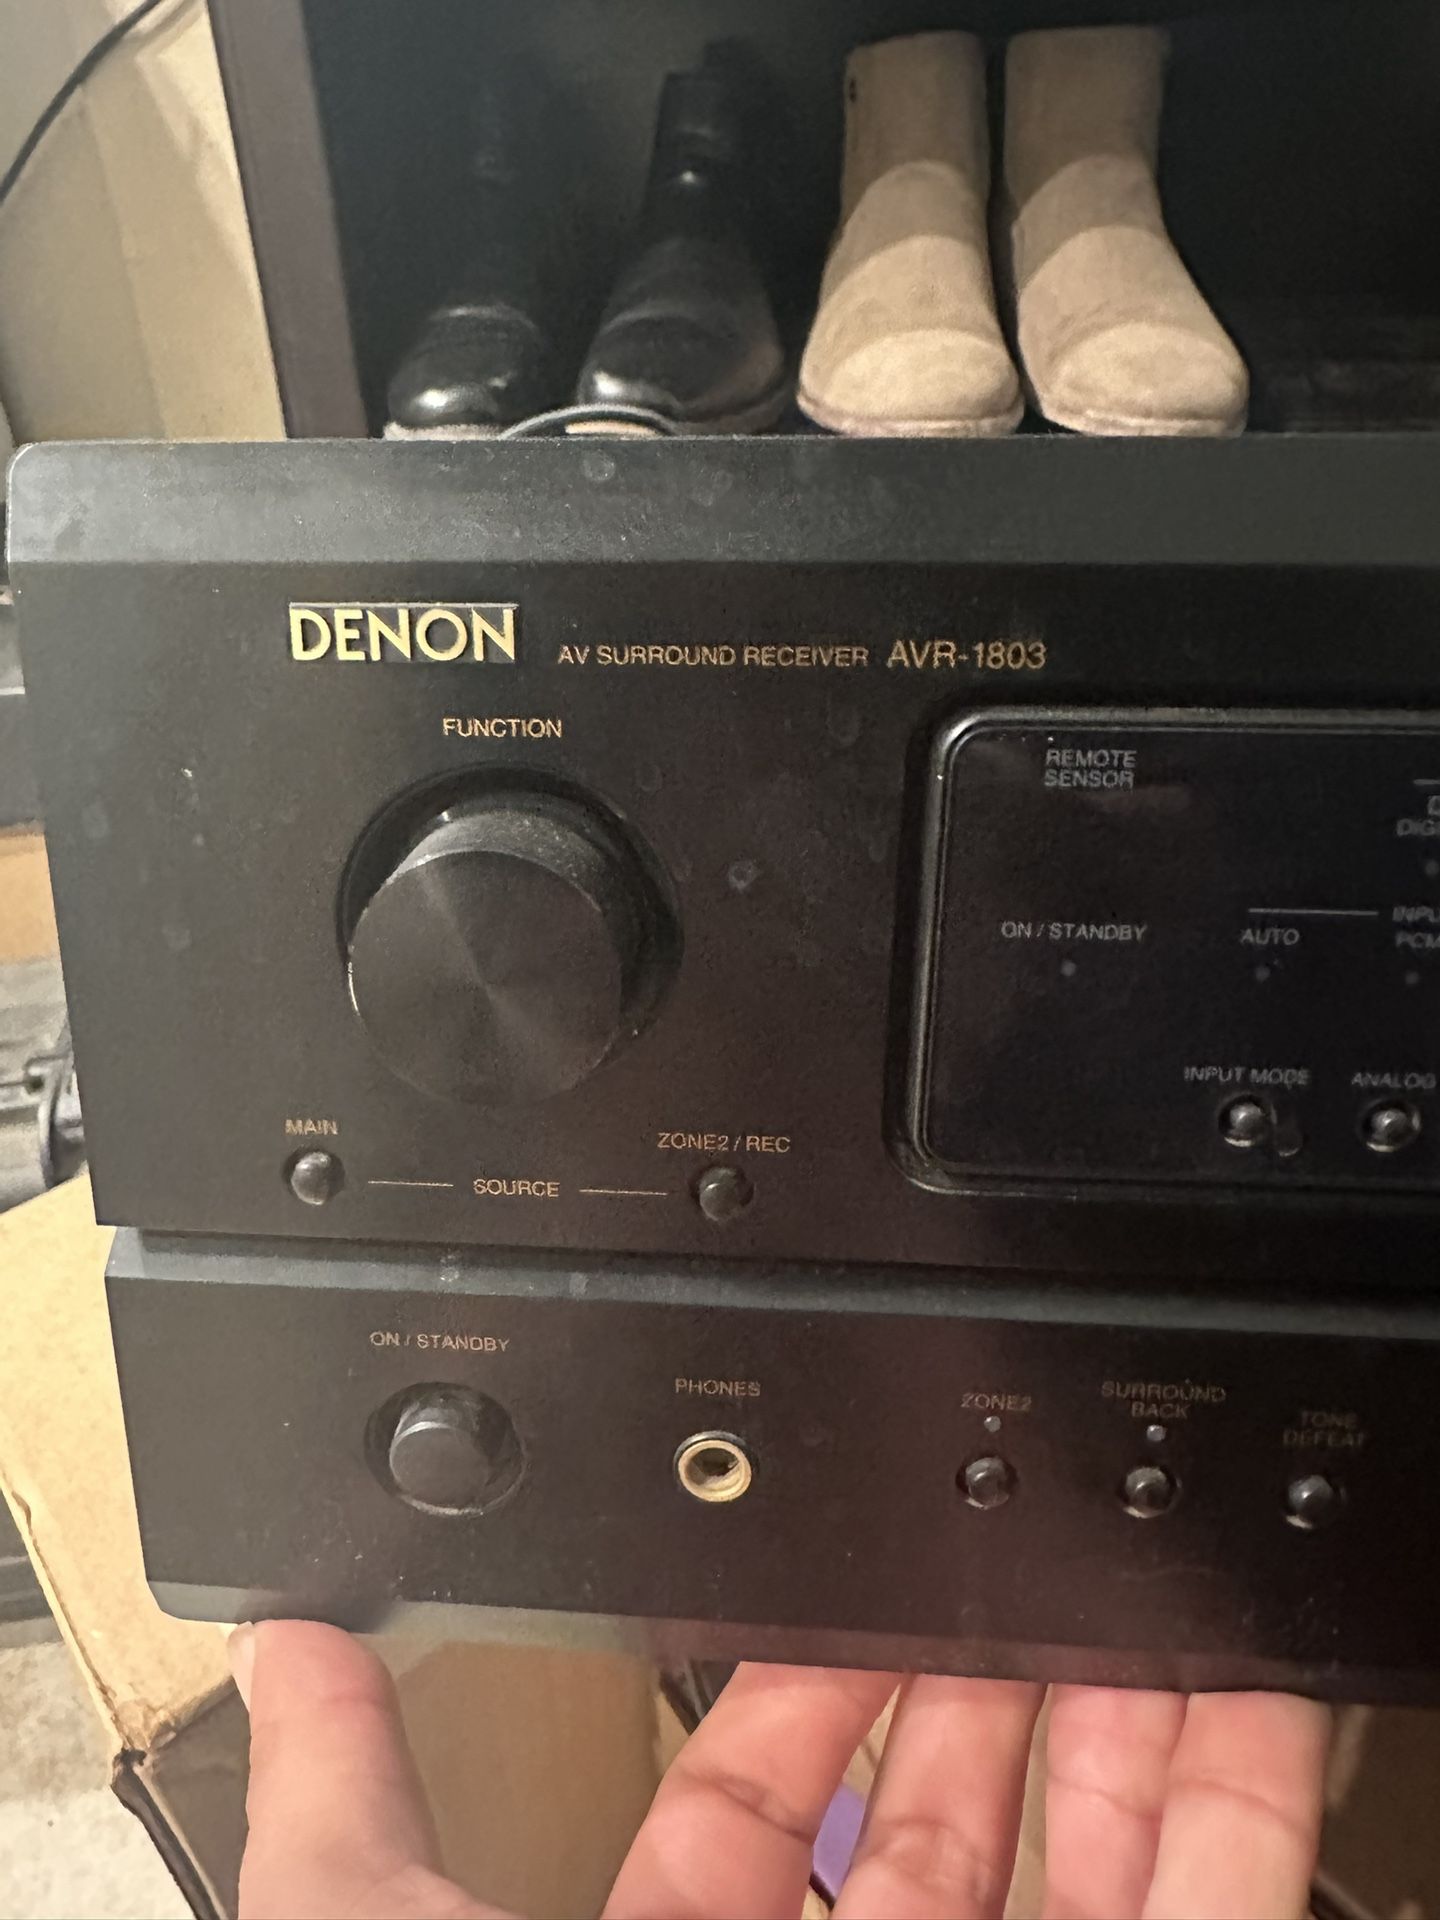 DENON AV SURROUND RECEIVER AVR-1803
FUNCTION
REMOTE
SENSOR
ON / STANDBY
AUTO
PCM
INPUT MODE
ANALOG
MAIN
ZONE2 / REC
SOURCE
ON / STANDBY
PHONES
ZONE2
SURROUND
BACK
TONE
DEFEAT